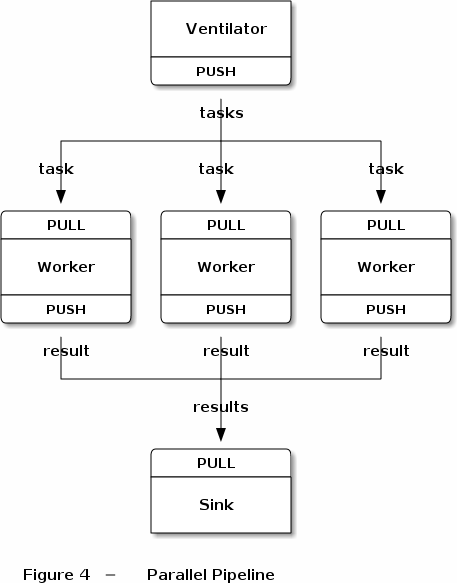 Ventilator
PUSH
tasks
task task task
PULL PULL PULL
Worker Worker Worker
PUSH PUSH PUSH
result result result
results
PULL
Sink
Figure 4 – Parallel Pipeline